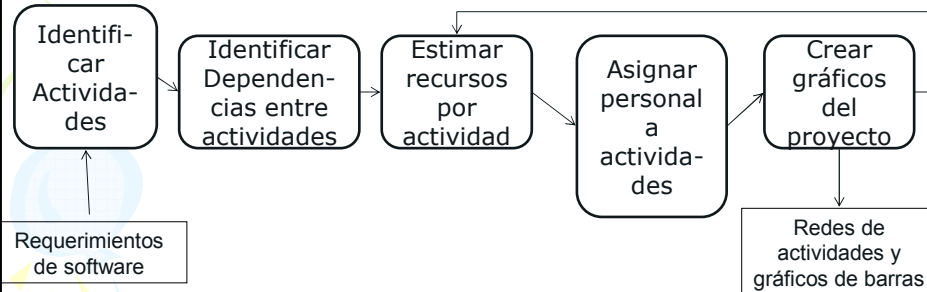 Identifi-
car
Activida-
des
Identificar
Dependen-
cias entre
actividades
Estimar
recursos
por
actividad
Asignar
personal
a
activida-
des
Crear
gráficos
del
proyecto
Requerimientos
de software
Redes de
actividades y
gráficos de barras